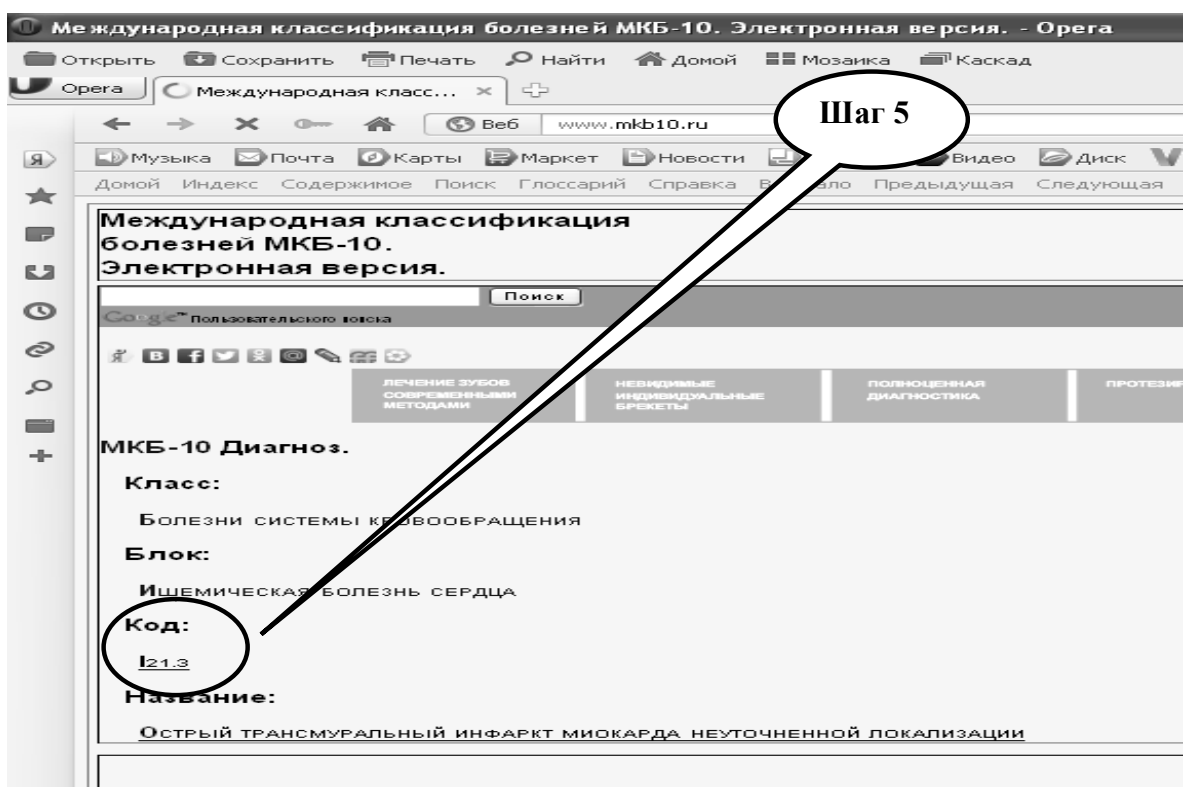 Международная классификация болезней МКБ-10. Электронная версия. - Opera
Открыть Сохранить Печать Найти Домой Мозаика Каскад
Opera Международная класс...
Шаг 5
Веб www.mkb10.ru
Музыка Почта Карты Маркет Новости Видео Диск
Домой Индекс Содержимое Поиск Глоссарий Справка Предыдущая Следующая
Международная классификация
болезней МКБ-10.
Электронная версия.
Поиск
Google™ Пользовательского поиска
ЛЕЧЕНИЕ ЗУБОВ
СОВРЕМЕННЫМИ
МЕТОДАМИ
НЕВИДИМЫЕ
ИНДИВИДУАЛЬНЫЕ
БРЕКЕТЫ
ПОЛНОЦЕННАЯ
ДИАГНОСТИКА
МКБ-10 Диагноз.
Класс:
Болезни системы кровообращения
Блок:
Ишемическая болезнь сердца
Код:
I21.3
Название:
Острый трансмуральный инфаркт миокарда неуточненной локализации